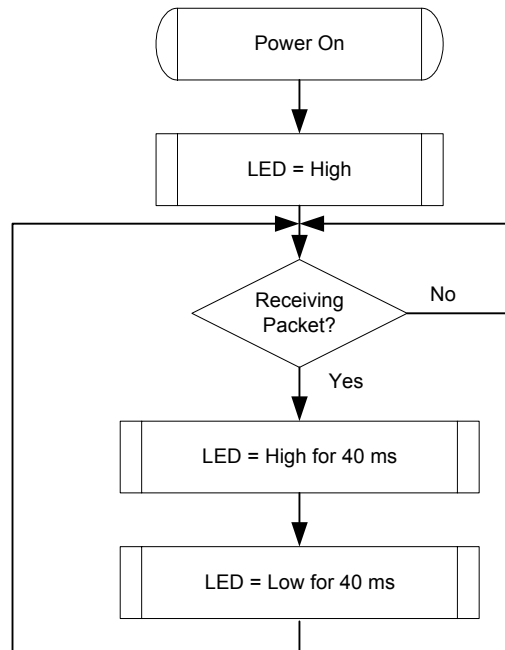 Power On
LED = High
Receiving
Packet?
No
Yes
LED = High for 40 ms
LED = Low for 40 ms